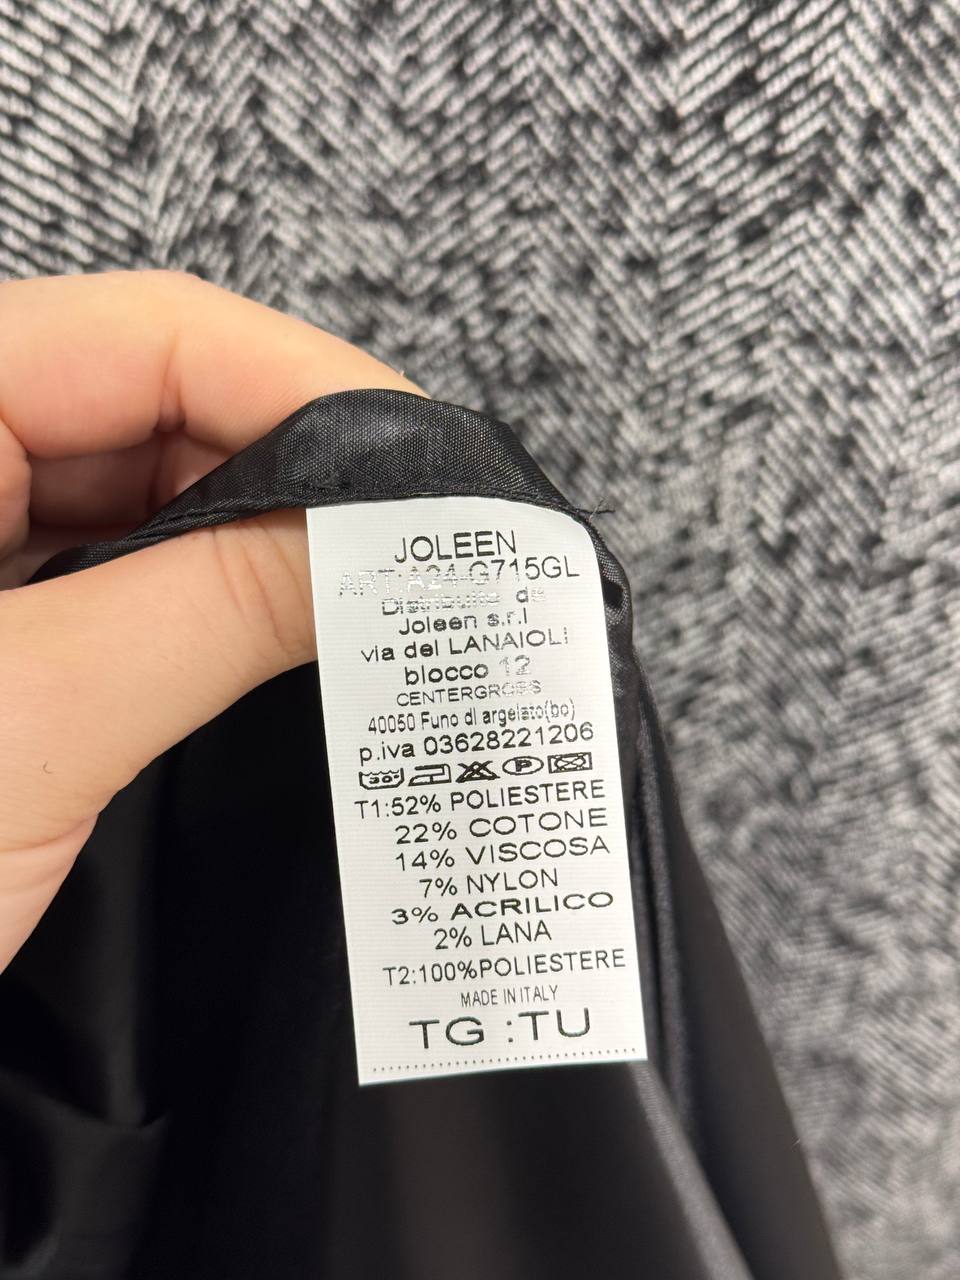 JOLEEN
ART:A24-G715GL
Distribuito da
Joleen s.r.l
via dei LANAIOLI
blocco 12
CENTERGROSS
40050 Funo di argelato(bo)
p.iva 03628221206
30°
P
T1:52% POLIESTERE
22% COTONE
14% VISCOSA
7% NYLON
3% ACRILICO
2% LANA
T2:100%POLIESTERE
MADE IN ITALY
TG :TU